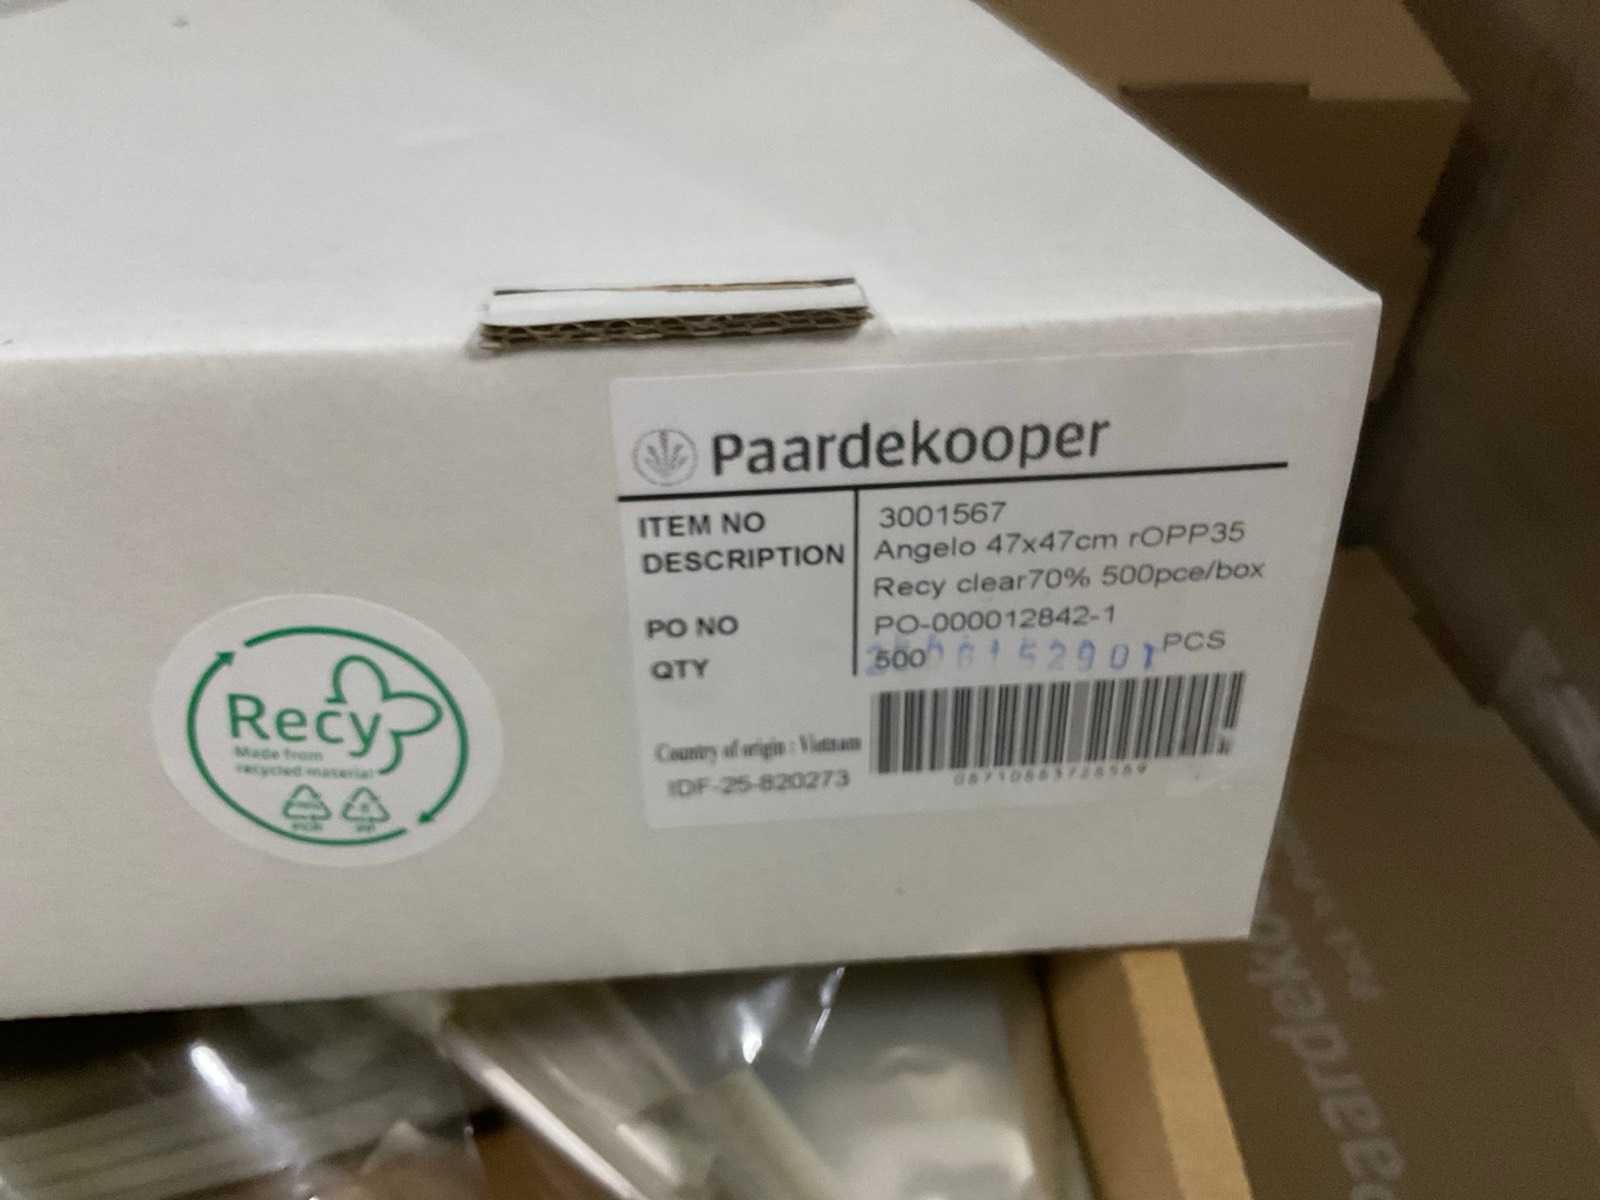 Paardekooper
ITEM NO 3001567
DESCRIPTION Angelo 47x47cm rOPP35
Recy clear70% 500pce/box
PO NO PO-000012842-1
QTY 500 PCS
Country of origin : Vietnam
IDF-25-820273
Recy
Made from
recycled material